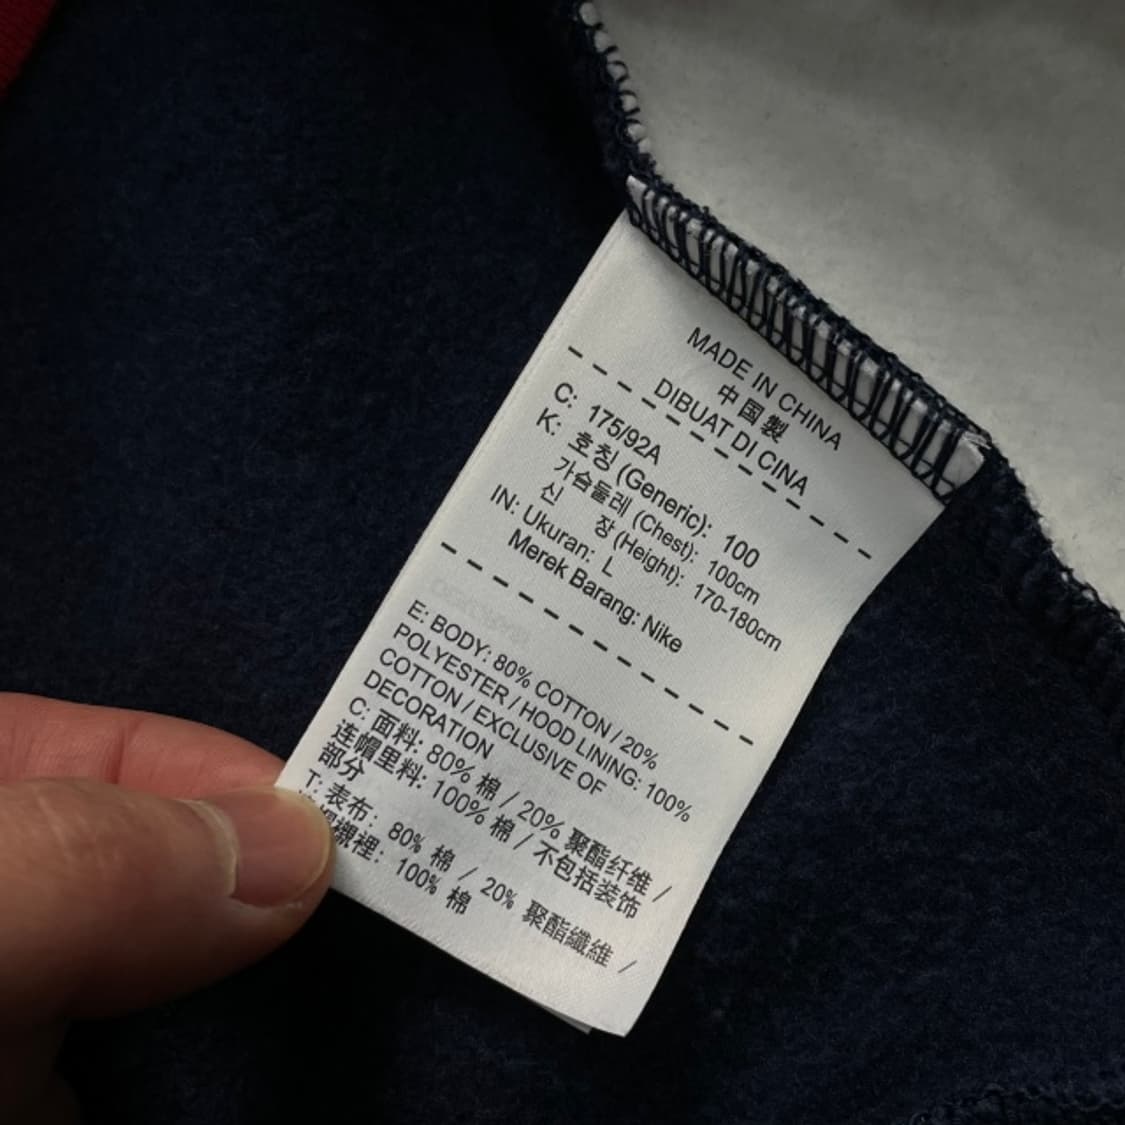 MADE IN CHINA
中国製
DIBUAT DI CINA
C: 175/92A
K: 호칭 (Generic): 100
가슴둘레 (Chest): 100cm
신 장 (Height): 170-180cm
IN: Ukuran: L
Merek Barang: Nike
E: BODY: 80% COTTON / 20%
POLYESTER / HOOD LINING: 100%
COTTON / EXCLUSIVE OF
DECORATION
C: 面料: 80% 棉 / 20% 聚酯纤维 /
连帽里料: 100% 棉 / 不包括装饰
部分
T: 表布: 80% 棉 / 20% 聚酯纖維 /
帽襯裡: 100% 棉